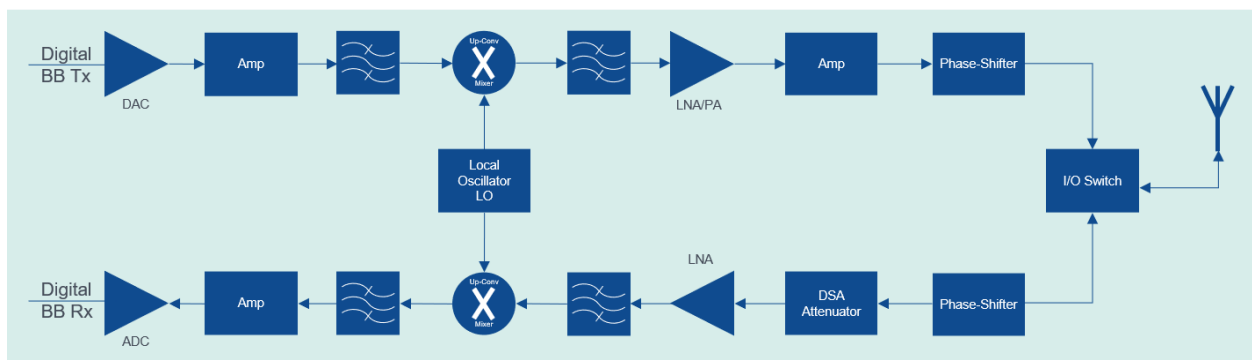 Digital
BB Tx
DAC
Amp
Up-Conv
Mixer
LNA/PA
Amp
Phase-Shifter
Local
Oscillator
LO
I/O Switch
Digital
BB Rx
ADC
Amp
Up-Conv
Mixer
LNA
DSA
Attenuator
Phase-Shifter